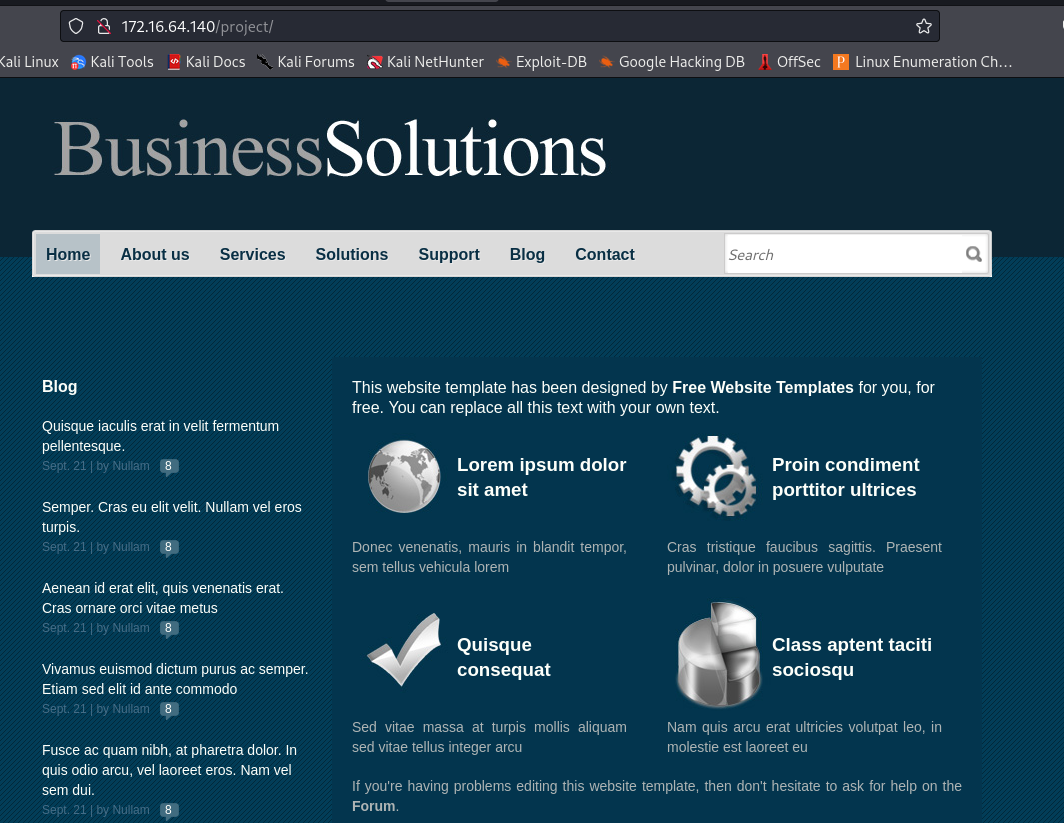 172.16.64.140/project/
Kali Linux Kali Tools Kali Docs Kali Forums Kali NetHunter Exploit-DB Google Hacking DB OffSec Linux Enumeration Ch…
BusinessSolutions
Home About us Services Solutions Support Blog Contact Search
Blog
Quisque iaculis erat in velit fermentum
pellentesque.
Sept. 21 | by Nullam 8
Semper. Cras eu elit velit. Nullam vel eros
turpis.
Sept. 21 | by Nullam 8
Aenean id erat elit, quis venenatis erat.
Cras ornare orci vitae metus
Sept. 21 | by Nullam 8
Vivamus euismod dictum purus ac semper.
Etiam sed elit id ante commodo
Sept. 21 | by Nullam 8
Fusce ac quam nibh, at pharetra dolor. In
quis odio arcu, vel laoreet eros. Nam vel
sem dui.
Sept. 21 | by Nullam 8
This website template has been designed by Free Website Templates for you, for
free. You can replace all this text with your own text.
Lorem ipsum dolor
sit amet
Donec venenatis, mauris in blandit tempor,
sem tellus vehicula lorem
Proin condiment
porttitor ultrices
Cras tristique faucibus sagittis. Praesent
pulvinar, dolor in posuere vulputate
Quisque
consequat
Sed vitae massa at turpis mollis aliquam
sed vitae tellus integer arcu
Class aptent taciti
sociosqu
Nam quis arcu erat ultricies volutpat leo, in
molestie est laoreet eu
If you're having problems editing this website template, then don't hesitate to ask for help on the
Forum.